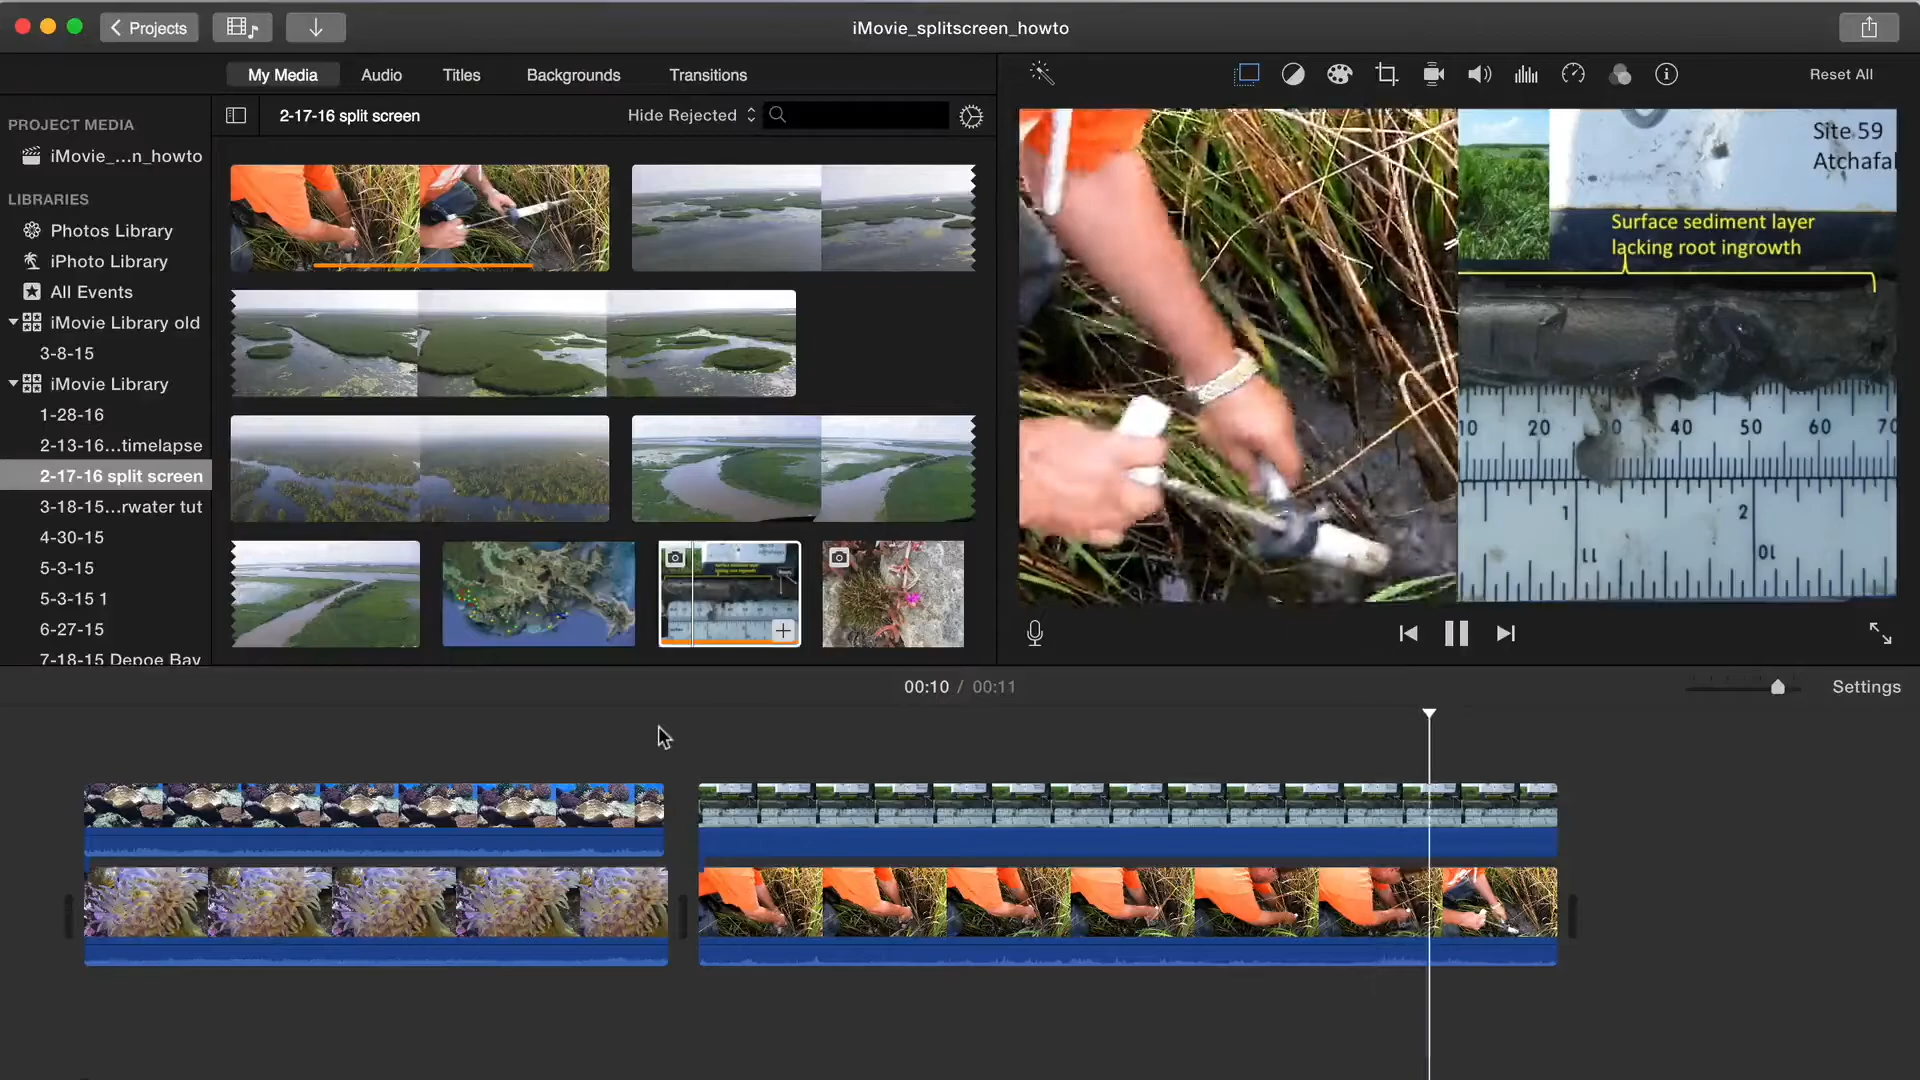 Projects
iMovie_splitscreen_howto
My Media
Audio
Titles
Backgrounds
Transitions
Reset All
PROJECT MEDIA
iMovie_...n_howto
LIBRARIES
Photos Library
iPhoto Library
All Events
iMovie Library old
3-8-15
iMovie Library
1-28-16
2-13-16...timelapse
2-17-16 split screen
3-18-15...rwater tut
4-30-15
5-3-15
5-3-15 1
6-27-15
7-18-15 Depoe Bay
2-17-16 split screen
Hide Rejected
Site 59
Atchafal
Surface sediment layer
lacking root ingrowth
10 20 40 50 60 70
1 2
11 10
00:10 / 00:11
Settings